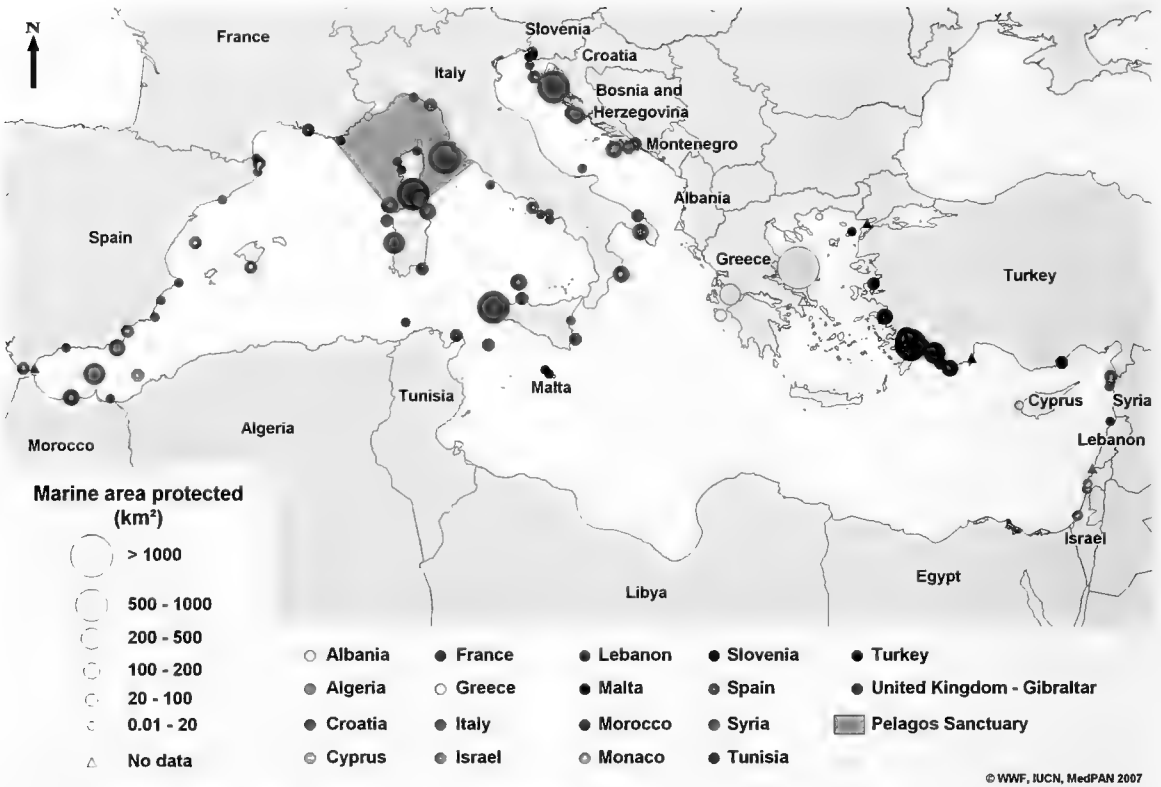 N
France
Slovenia
Croatia
Italy
Bosnia and
Herzegovina
Montenegro
Albania
Spain
Greece
Turkey
Malta
Tunisia
Cyprus
Syria
Algeria
Morocco
Lebanon
Israel
Egypt
Libya
Marine area protected
(km²)
> 1000
500 - 1000
200 - 500
100 - 200
20 - 100
0.01 - 20
No data
Albania
Algeria
Croatia
Cyprus
France
Greece
Italy
Israel
Lebanon
Malta
Morocco
Monaco
Slovenia
Spain
Syria
Tunisia
Turkey
United Kingdom - Gibraltar
Pelagos Sanctuary
© WWF, IUCN, MedPAN 2007